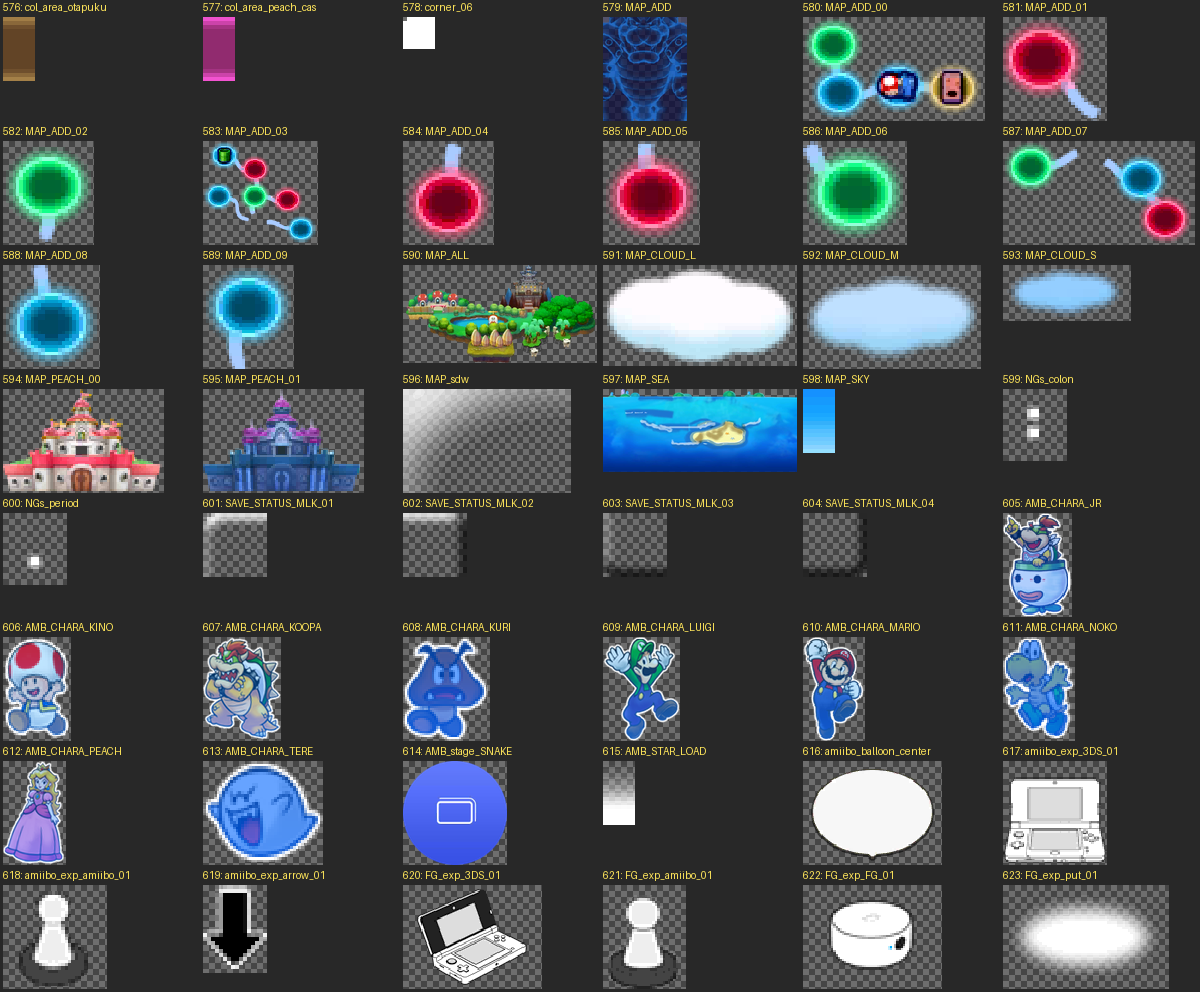 576: col_area_otapuku
577: col_area_peach_cas
578: corner_06
579: MAP_ADD
580: MAP_ADD_00
581: MAP_ADD_01
582: MAP_ADD_02
583: MAP_ADD_03
584: MAP_ADD_04
585: MAP_ADD_05
586: MAP_ADD_06
587: MAP_ADD_07
588: MAP_ADD_08
589: MAP_ADD_09
590: MAP_ALL
591: MAP_CLOUD_L
592: MAP_CLOUD_M
593: MAP_CLOUD_S
594: MAP_PEACH_00
595: MAP_PEACH_01
596: MAP_sdw
597: MAP_SEA
598: MAP_SKY
599: NGs_colon
600: NGs_period
601: SAVE_STATUS_MLK_01
602: SAVE_STATUS_MLK_02
603: SAVE_STATUS_MLK_03
604: SAVE_STATUS_MLK_04
605: AMB_CHARA_JR
606: AMB_CHARA_KINO
607: AMB_CHARA_KOOPA
608: AMB_CHARA_KURI
609: AMB_CHARA_LUIGI
610: AMB_CHARA_MARIO
611: AMB_CHARA_NOKO
612: AMB_CHARA_PEACH
613: AMB_CHARA_TERE
614: AMB_stage_SNAKE
615: AMB_STAR_LOAD
616: amiibo_balloon_center
617: amiibo_exp_3DS_01
618: amiibo_exp_amiibo_01
619: amiibo_exp_arrow_01
620: FG_exp_3DS_01
621: FG_exp_amiibo_01
622: FG_exp_FG_01
623: FG_exp_put_01